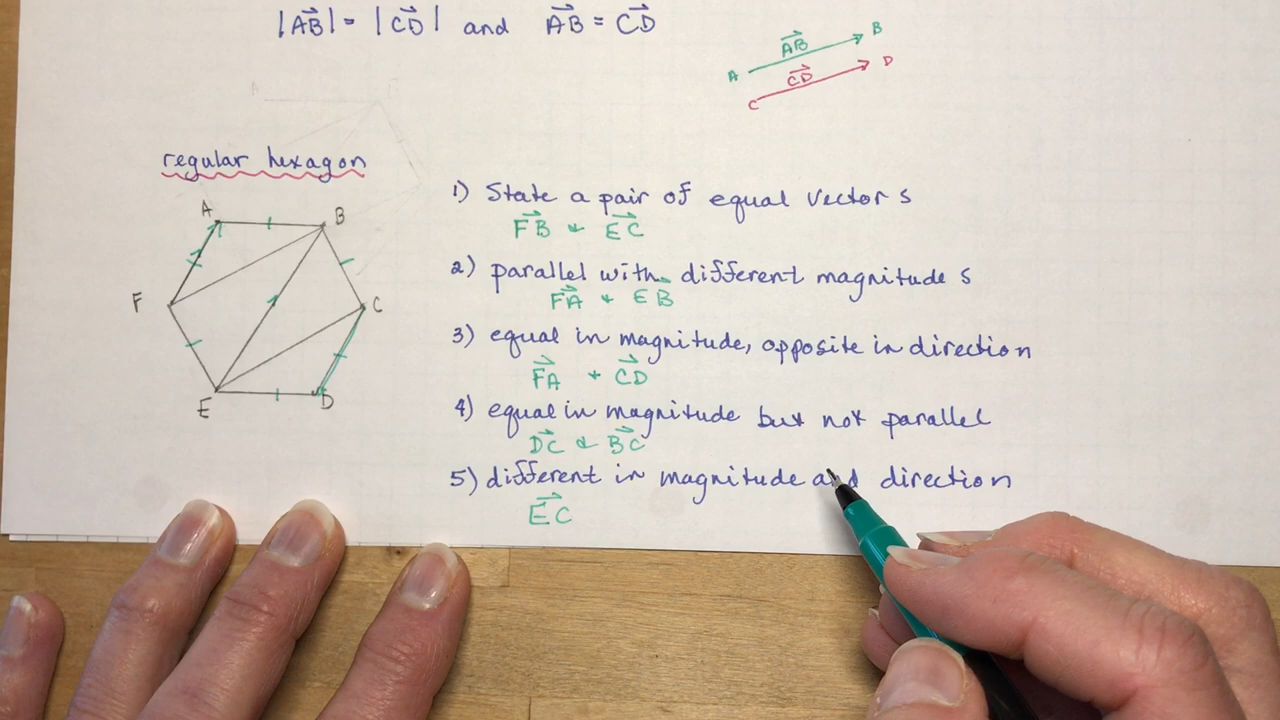 |AB| = |CD| and AB = CD
AB
B
A
CD
D
C
regular hexagon
A
B
F
C
E
D
1) State a pair of equal vectors
FB & EC
2) parallel with different magnitudes
FA & EB
3) equal in magnitude, opposite in direction
FA & CD
4) equal in magnitude but not parallel
DC & BC
5) different in magnitude and direction
EC